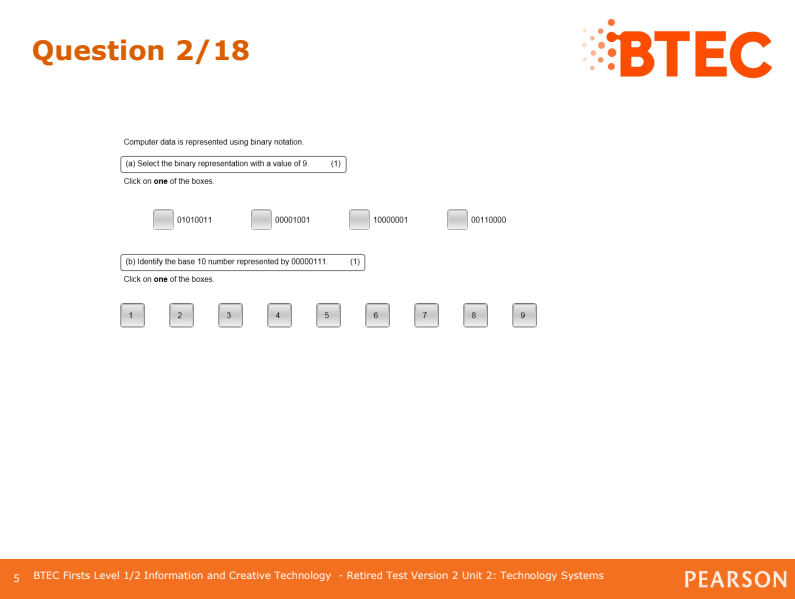 Question 2/18
BTEC
Computer data is represented using binary notation.
(a) Select the binary representation with a value of 9. (1)
Click on one of the boxes.
01010011 00001001 10000001 00110000
(b) Identify the base 10 number represented by 00000111. (1)
Click on one of the boxes.
1 2 3 4 5 6 7 8 9
5 BTEC Firsts Level 1/2 Information and Creative Technology - Retired Test Version 2 Unit 2: Technology Systems
PEARSON